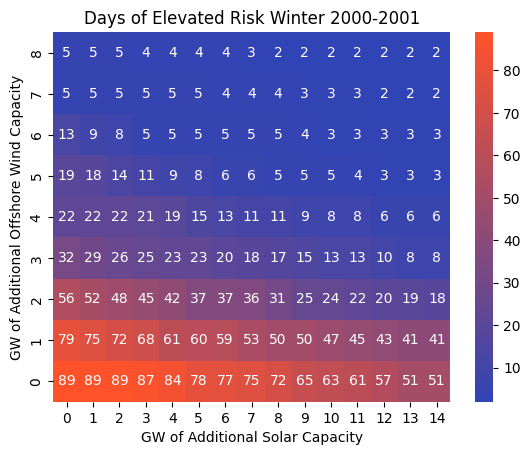 Days of Elevated Risk Winter 2000-2001
GW of Additional Offshore Wind Capacity
8 5 5 5 4 4 4 4 3 2 2 2 2 2 2 2
7 5 5 5 5 5 5 4 4 4 3 3 3 2 2 2
6 13 9 8 5 5 5 5 5 5 4 3 3 3 3 3
5 19 18 14 11 9 8 6 6 5 5 5 4 3 3 3
4 22 22 22 21 19 15 13 11 11 9 8 8 6 6 6
3 32 29 26 25 23 23 20 18 17 15 13 13 10 8 8
2 56 52 48 45 42 37 37 36 31 25 24 22 20 19 18
1 79 75 72 68 61 60 59 53 50 50 47 45 43 41 41
0 89 89 89 87 84 78 77 75 72 65 63 61 57 51 51
0 1 2 3 4 5 6 7 8 9 10 11 12 13 14
GW of Additional Solar Capacity
80
70
60
50
40
30
20
10